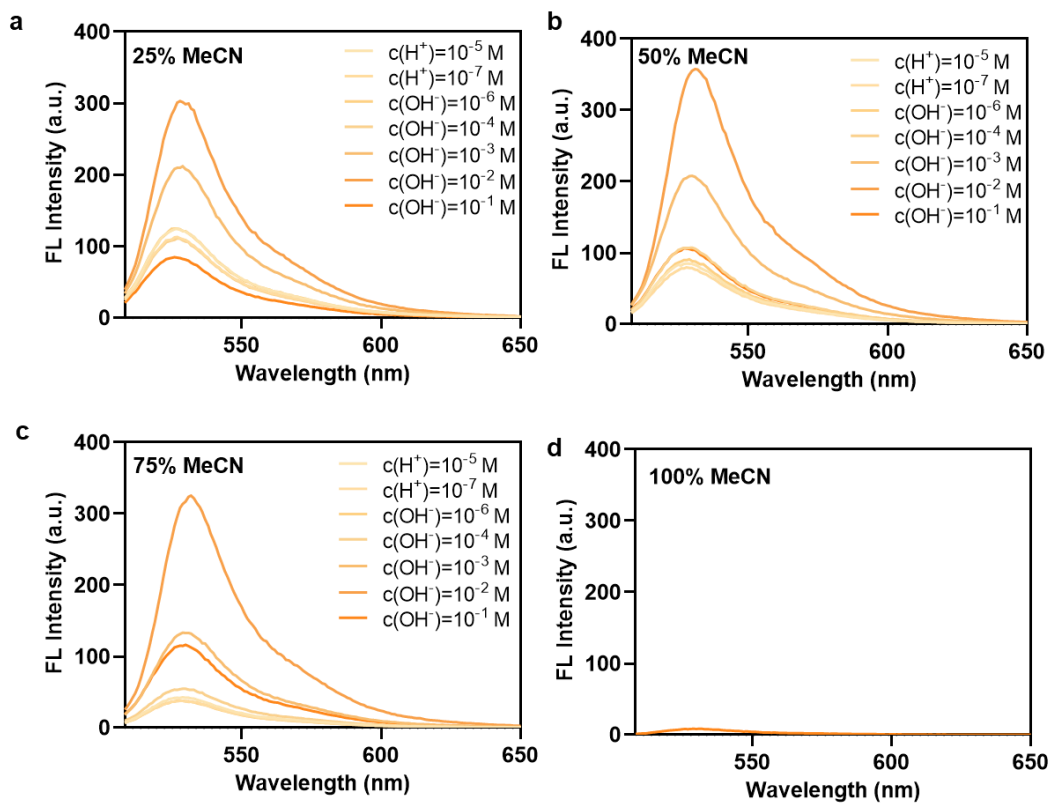 a
400
300
200
100
0
FL Intensity (a.u.)
25% MeCN
c(H⁺)=10⁻⁵ M
c(H⁺)=10⁻⁷ M
c(OH⁻)=10⁻⁶ M
c(OH⁻)=10⁻⁴ M
c(OH⁻)=10⁻³ M
c(OH⁻)=10⁻² M
c(OH⁻)=10⁻¹ M
550
600
650
Wavelength (nm)
b
400
300
200
100
0
FL Intensity (a.u.)
50% MeCN
c(H⁺)=10⁻⁵ M
c(H⁺)=10⁻⁷ M
c(OH⁻)=10⁻⁶ M
c(OH⁻)=10⁻⁴ M
c(OH⁻)=10⁻³ M
c(OH⁻)=10⁻² M
c(OH⁻)=10⁻¹ M
550
600
650
Wavelength (nm)
c
400
300
200
100
0
FL Intensity (a.u.)
75% MeCN
c(H⁺)=10⁻⁵ M
c(H⁺)=10⁻⁷ M
c(OH⁻)=10⁻⁶ M
c(OH⁻)=10⁻⁴ M
c(OH⁻)=10⁻³ M
c(OH⁻)=10⁻² M
c(OH⁻)=10⁻¹ M
550
600
650
Wavelength (nm)
d
400
300
200
100
0
FL Intensity (a.u.)
100% MeCN
550
600
650
Wavelength (nm)